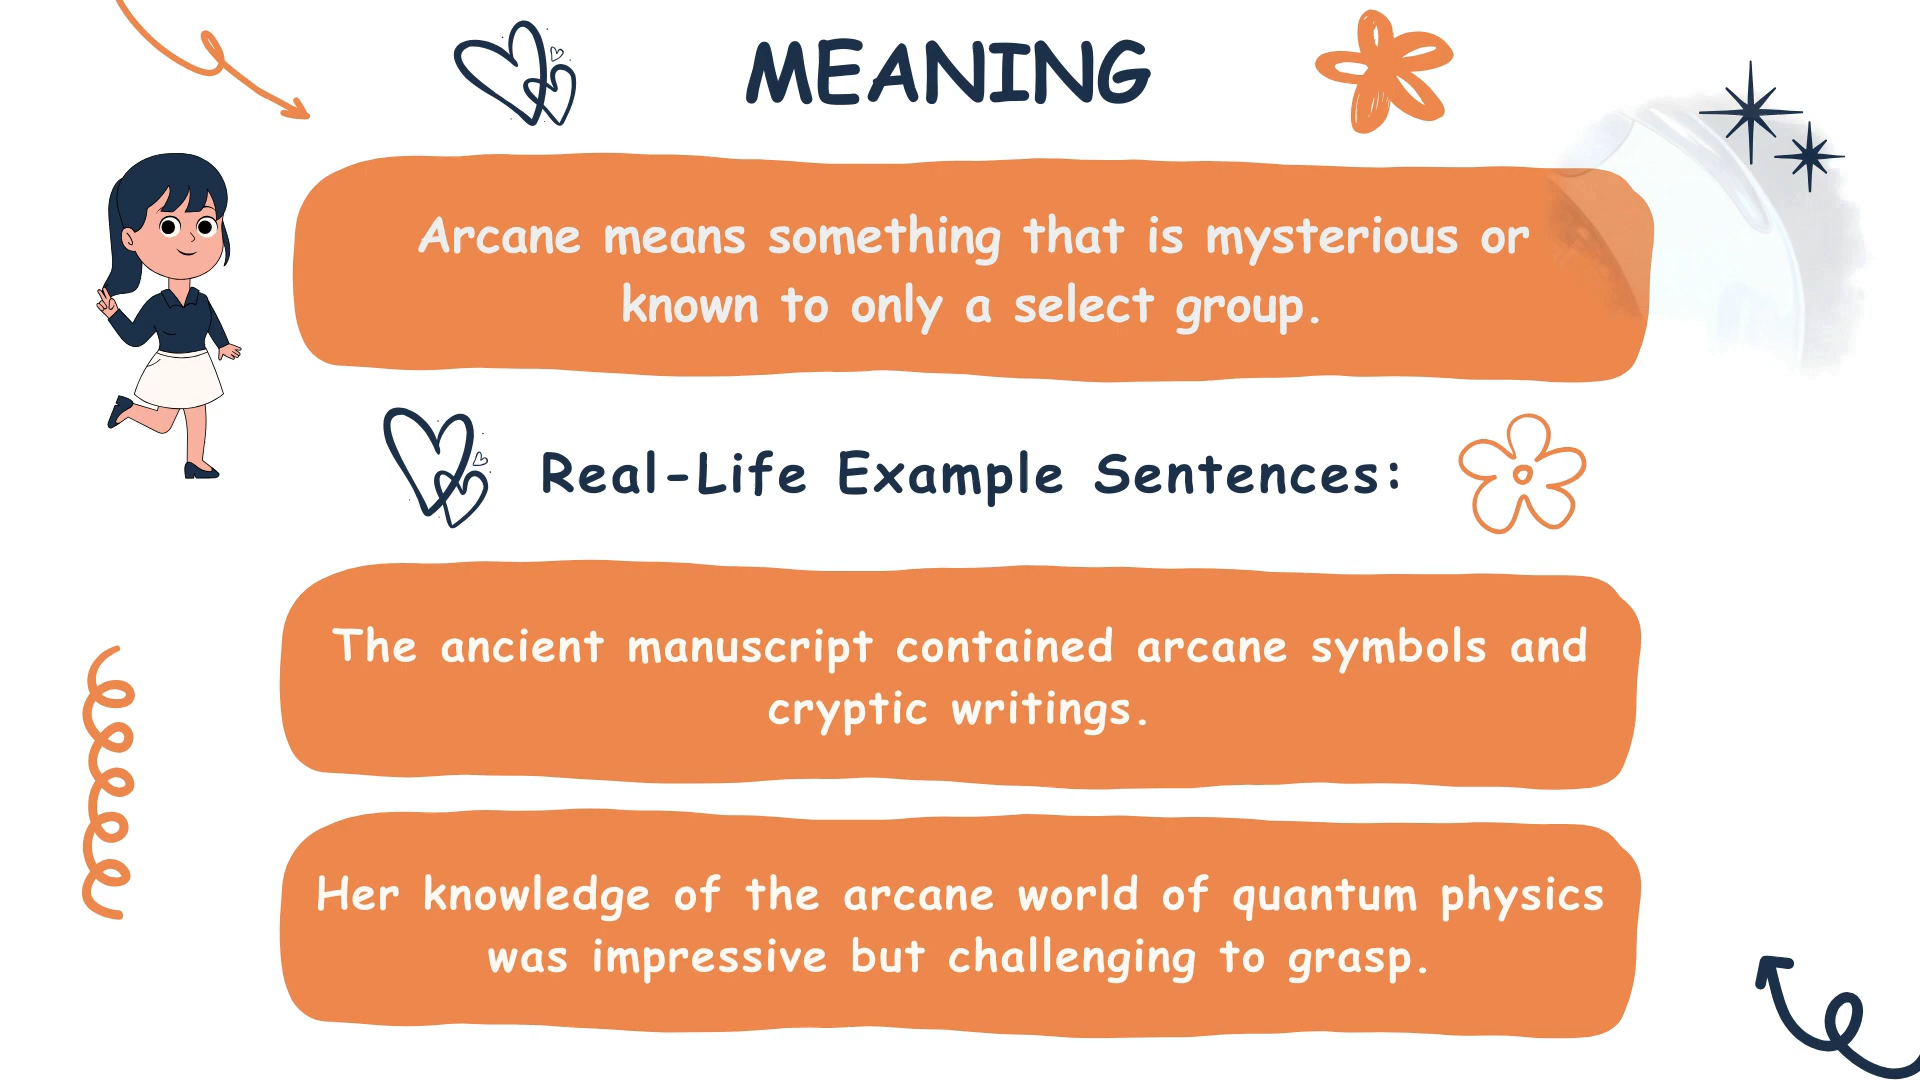 MEANING
Arcane means something that is mysterious or
known to only a select group.
Real-Life Example Sentences:
The ancient manuscript contained arcane symbols and
cryptic writings.
Her knowledge of the arcane world of quantum physics
was impressive but challenging to grasp.